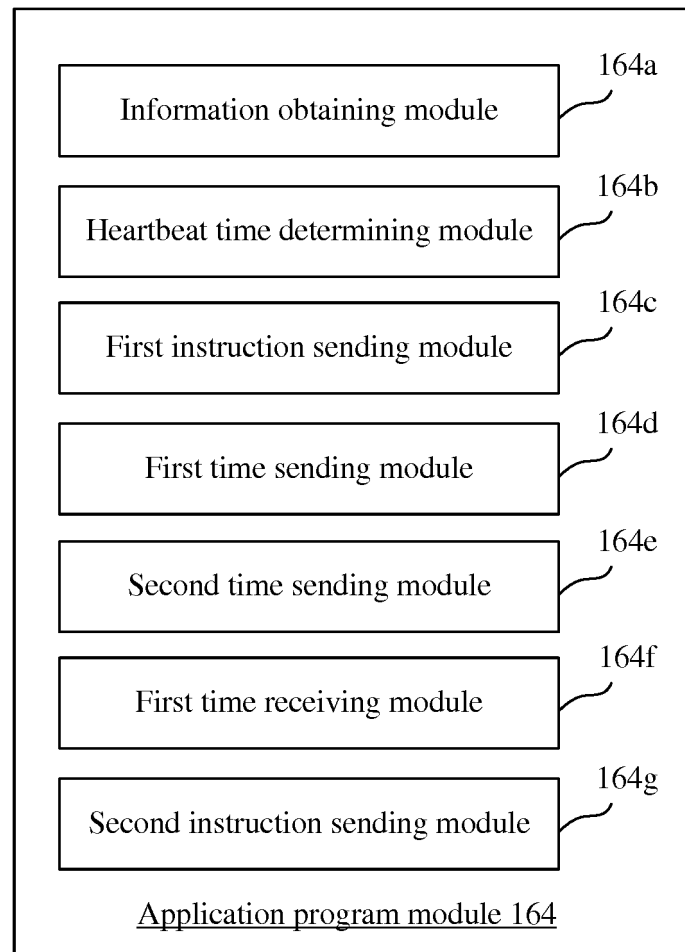 164a
Information obtaining module
164b
Heartbeat time determining module
164c
First instruction sending module
164d
First time sending module
164e
Second time sending module
164f
First time receiving module
164g
Second instruction sending module
Application program module 164